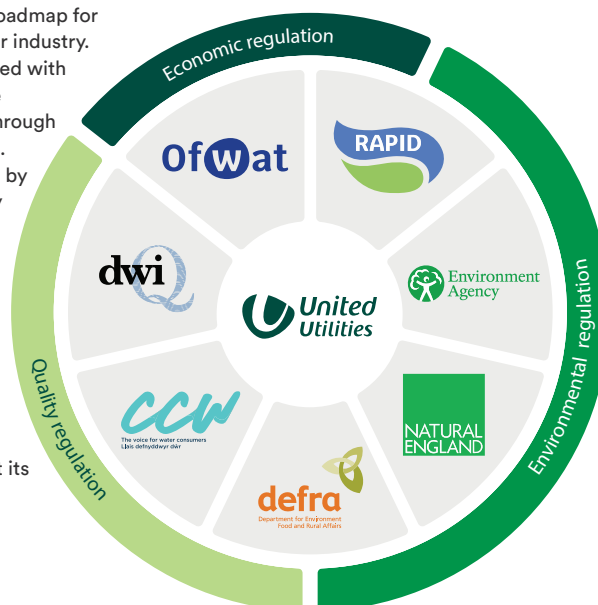 oadmap for
r industry.
ed with
hrough
.
by
t its
Economic regulation
Ofwat
RAPID
dwi
Q
Environment
Agency
United
Utilities
CCW
The voice for water consumers
Llais defnyddwyr dŵr
NATURAL
ENGLAND
defra
Department for Environment
Food and Rural Affairs
Quality regulation
Environmental regulation